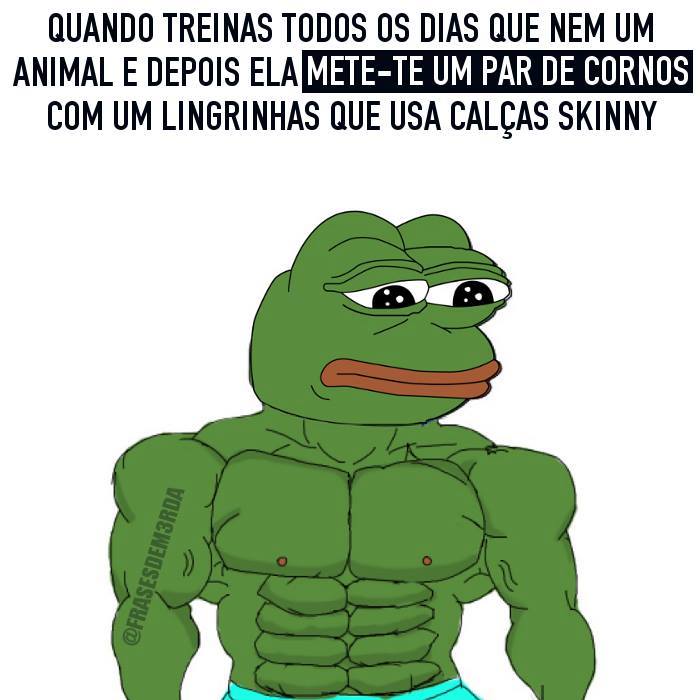 QUANDO TREINAS TODOS OS DIAS QUE NEM UM
ANIMAL E DEPOIS ELA METE-TE UM PAR DE CORNOS
COM UM LINGRINHAS QUE USA CALÇAS SKINNY
@FRASESDEM3RDA